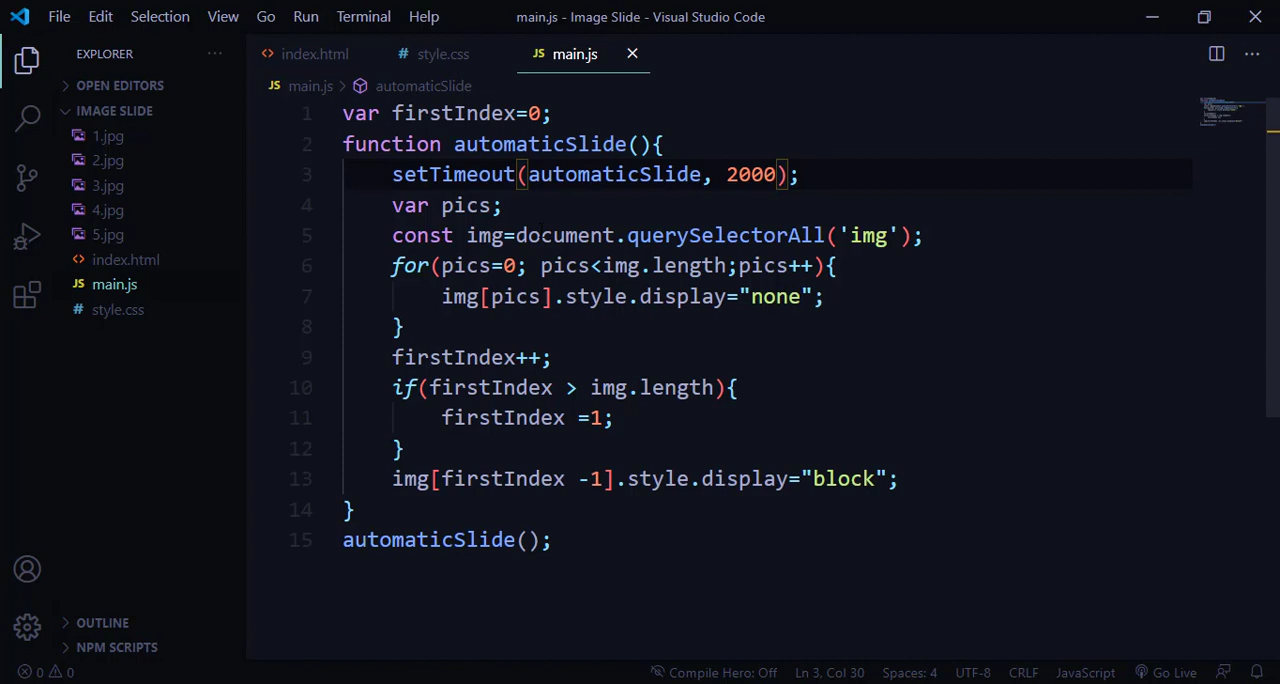 File Edit Selection View Go Run Terminal Help main.js - Image Slide - Visual Studio Code
EXPLORER ···
OPEN EDITORS
IMAGE SLIDE
1.jpg
2.jpg
3.jpg
4.jpg
5.jpg
<> index.html
JS main.js
# style.css
OUTLINE
NPM SCRIPTS
<> index.html # style.css JS main.js
JS main.js > automaticSlide
1 var firstIndex=0;
2 function automaticSlide(){
3 setTimeout(automaticSlide, 2000);
4 var pics;
5 const img=document.querySelectorAll('img');
6 for(pics=0; pics<img.length;pics++){
7 img[pics].style.display="none";
8 }
9 firstIndex++;
10 if(firstIndex > img.length){
11 firstIndex =1;
12 }
13 img[firstIndex -1].style.display="block";
14 }
15 automaticSlide();
0 0 Compile Hero: Off Ln 3, Col 30 Spaces: 4 UTF-8 CRLF JavaScript Go Live